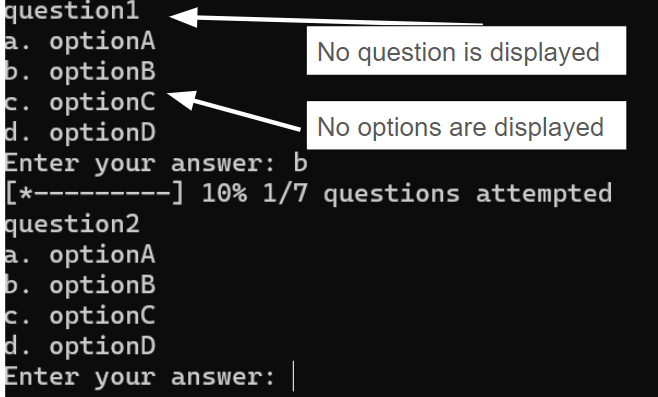 question1
a. optionA
b. optionB
c. optionC
d. optionD
Enter your answer: b
[*---------] 10% 1/7 questions attempted
question2
a. optionA
b. optionB
c. optionC
d. optionD
Enter your answer:
No question is displayed
No options are displayed